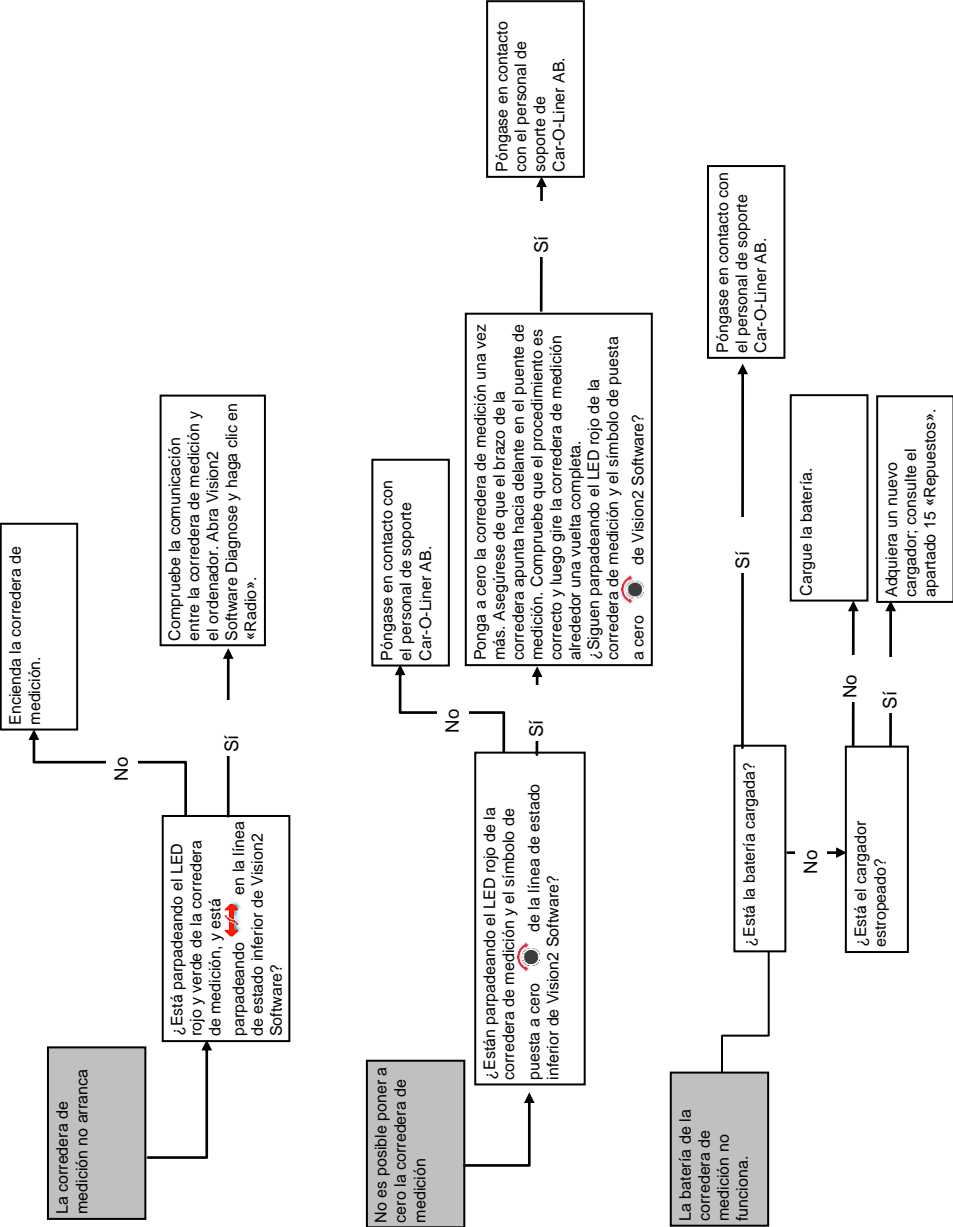 La corredera de
medición no arranca
¿Está parpadeando el LED
rojo y verde de la corredera
de medición, y está
parpadeando en la línea
de estado inferior de Vision2
Software?
No
Encienda la corredera de
medición.
Sí
Compruebe la comunicación
entre la corredera de medición y
el ordenador. Abra Vision2
Software Diagnose y haga clic en
«Radio».
No es posible poner a
cero la corredera de
medición
¿Están parpadeando el LED rojo de la
corredera de medición y el símbolo de
puesta a cero de la línea de estado
inferior de Vision2 Software?
No
Póngase en contacto con
el personal de soporte
Car-O-Liner AB.
Sí
Ponga a cero la corredera de medición una vez
más. Asegúrese de que el brazo de la
corredera apunta hacia delante en el puente de
medición. Compruebe que el procedimiento es
correcto y luego gire la corredera de medición
alrededor una vuelta completa.
¿Siguen parpadeando el LED rojo de la
corredera de medición y el símbolo de puesta
a cero de Vision2 Software?
Sí
Póngase en contacto
con el personal de
soporte de
Car-O-Liner AB.
La batería de la
corredera de
medición no
funciona.
¿Está la batería cargada?
Sí
Póngase en contacto con
el personal de soporte
Car-O-Liner AB.
No
¿Está el cargador
estropeado?
No
Cargue la batería.
Sí
Adquiera un nuevo
cargador; consulte el
apartado 15 «Repuestos».